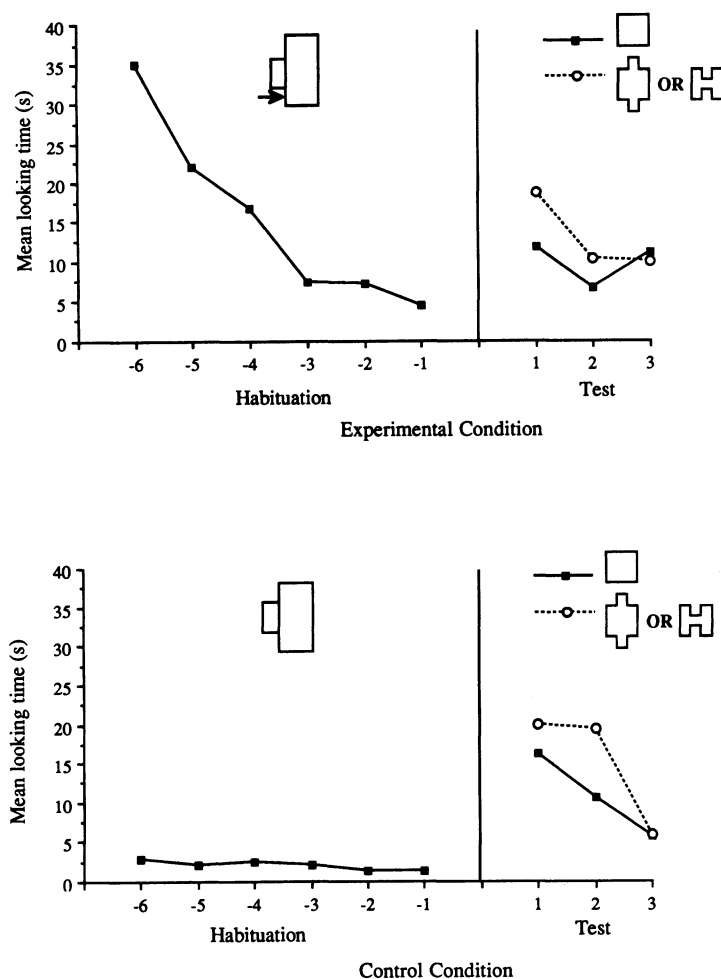 40
35
30
25
20
15
10
5
0
Mean looking time (s)
OR
-6 -5 -4 -3 -2 -1 1 2 3
Habituation Test
Experimental Condition
40
35
30
25
20
15
10
5
0
Mean looking time (s)
OR
-6 -5 -4 -3 -2 -1 1 2 3
Habituation Test
Control Condition